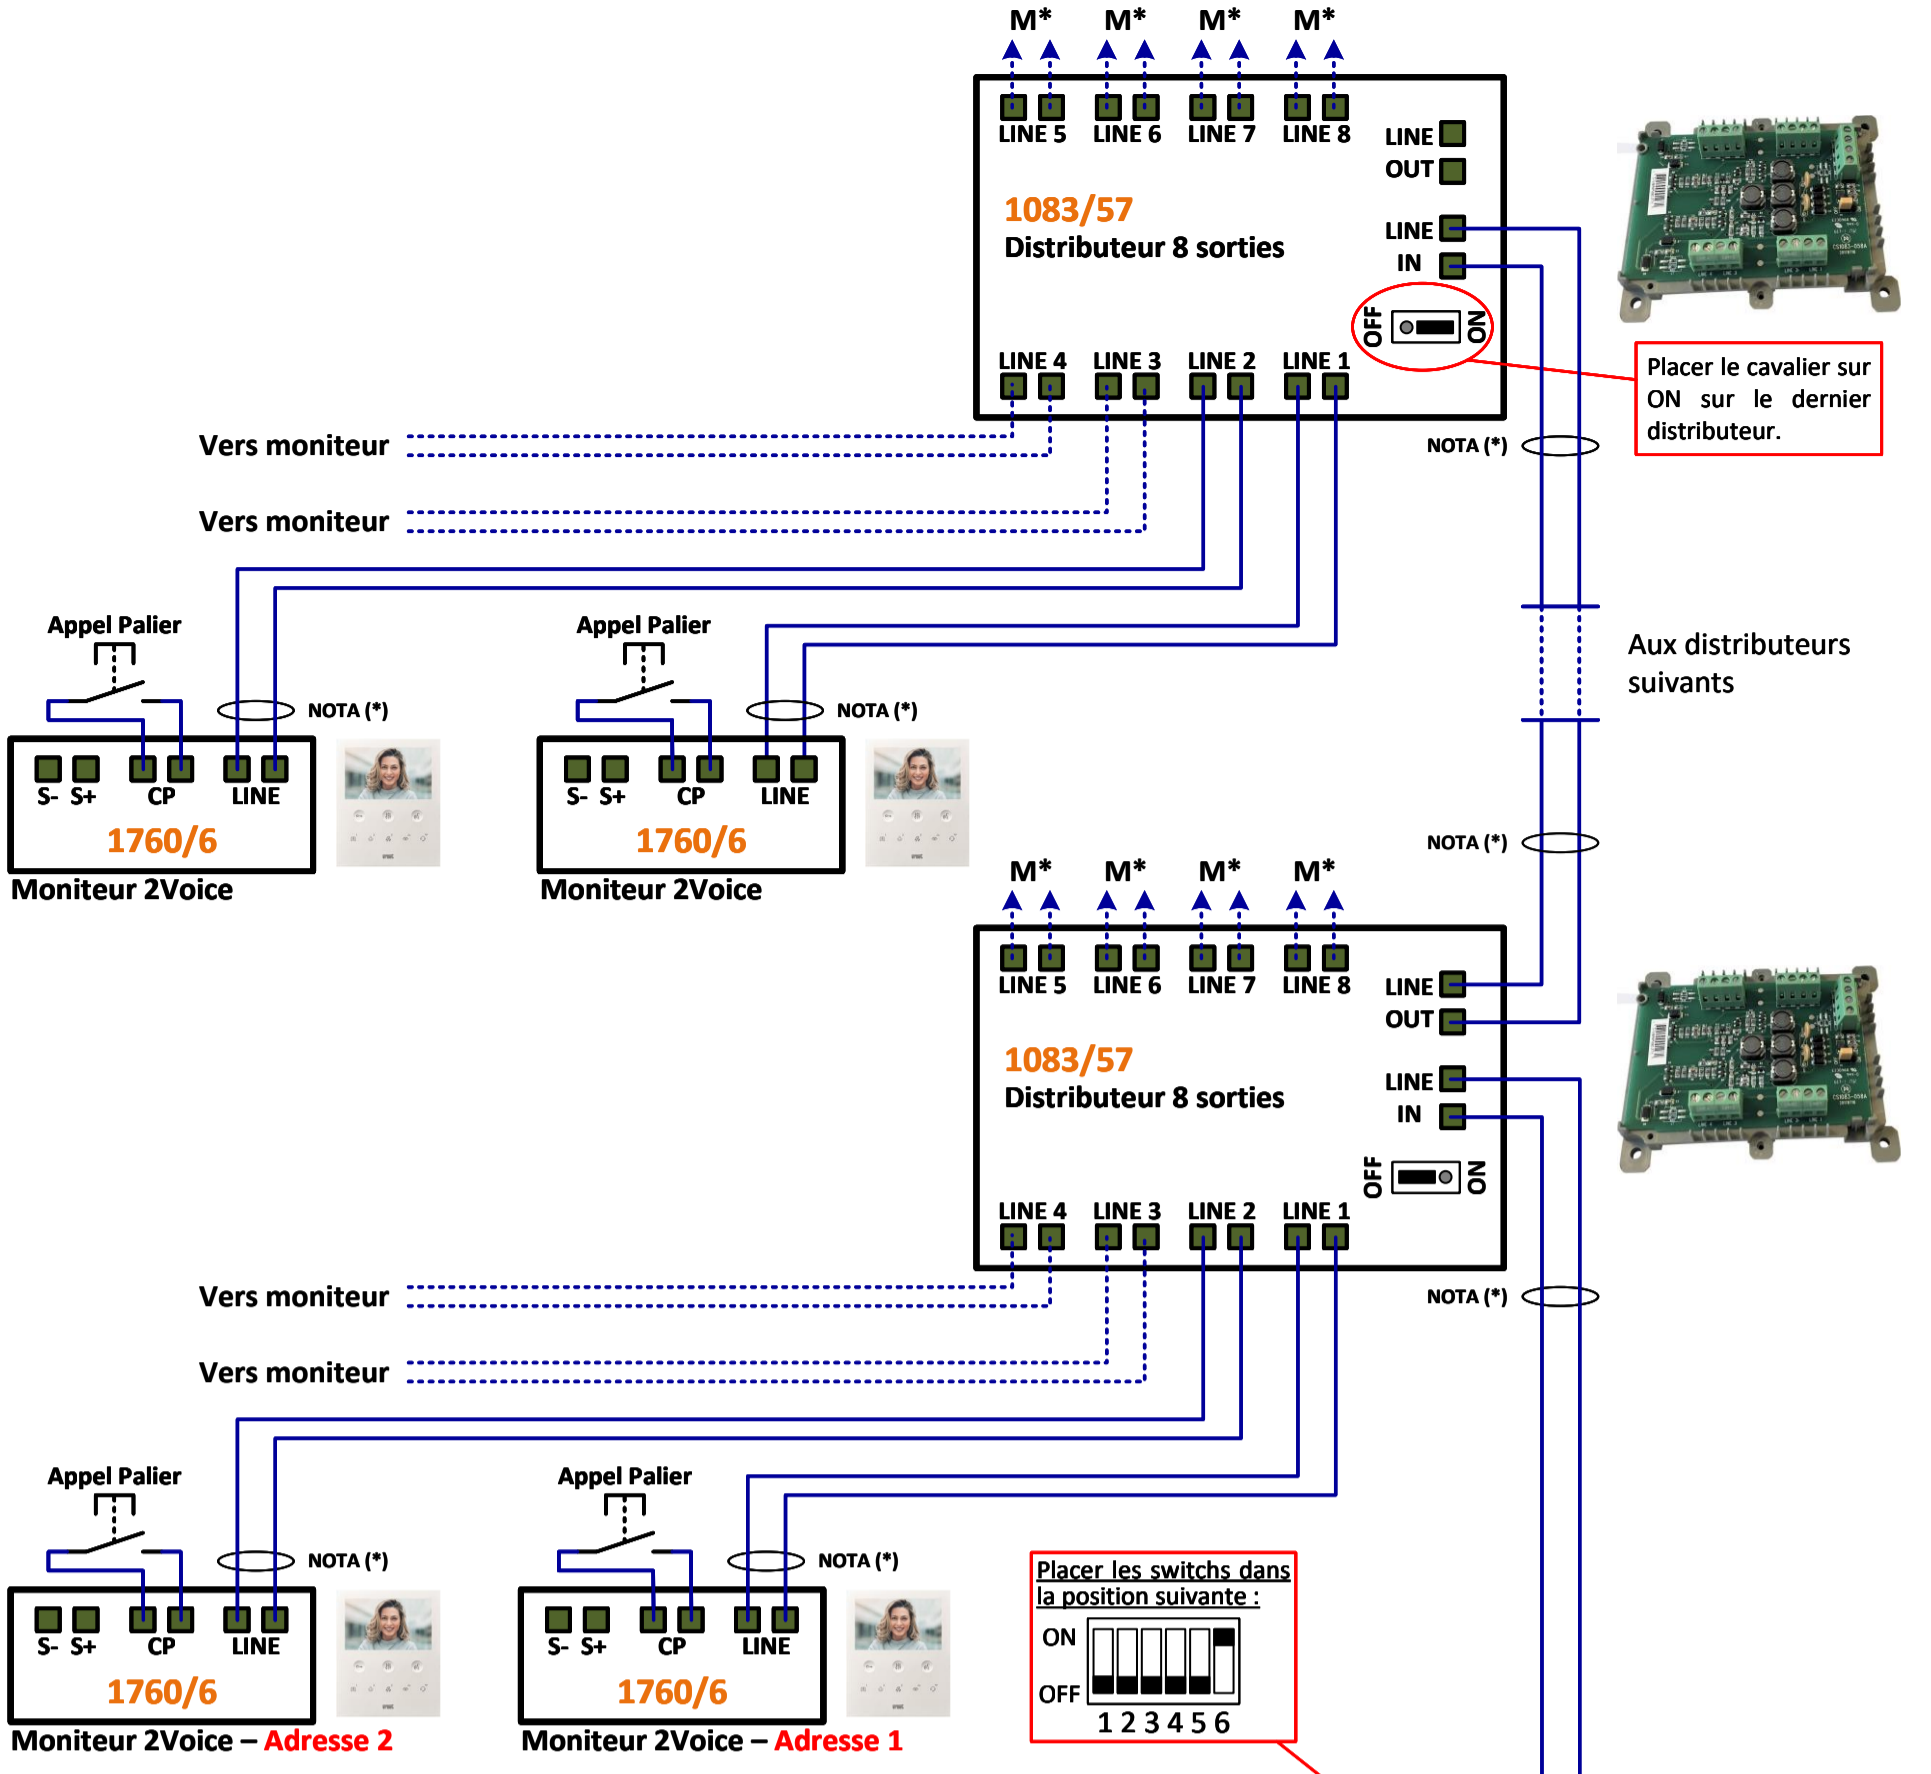 M* M* M* M*
LINE 5 LINE 6 LINE 7 LINE 8
LINE
OUT
1083/57
Distributeur 8 sorties
LINE
IN
OFF ON
LINE 4 LINE 3 LINE 2 LINE 1
Placer le cavalier sur
ON sur le dernier
distributeur.
Vers moniteur
NOTA (*)
Vers moniteur
Appel Palier
Appel Palier
Aux distributeurs
suivants
NOTA (*)
NOTA (*)
S- S+ CP LINE
1760/6
Moniteur 2Voice
S- S+ CP LINE
1760/6
Moniteur 2Voice
NOTA (*)
M* M* M* M*
LINE 5 LINE 6 LINE 7 LINE 8
LINE
OUT
1083/57
Distributeur 8 sorties
LINE
IN
OFF ON
LINE 4 LINE 3 LINE 2 LINE 1
Vers moniteur
NOTA (*)
Vers moniteur
Appel Palier
Appel Palier
NOTA (*)
NOTA (*)
S- S+ CP LINE
1760/6
Moniteur 2Voice – Adresse 2
S- S+ CP LINE
1760/6
Moniteur 2Voice – Adresse 1
Placer les switchs dans
la position suivante :
ON
OFF
1 2 3 4 5 6